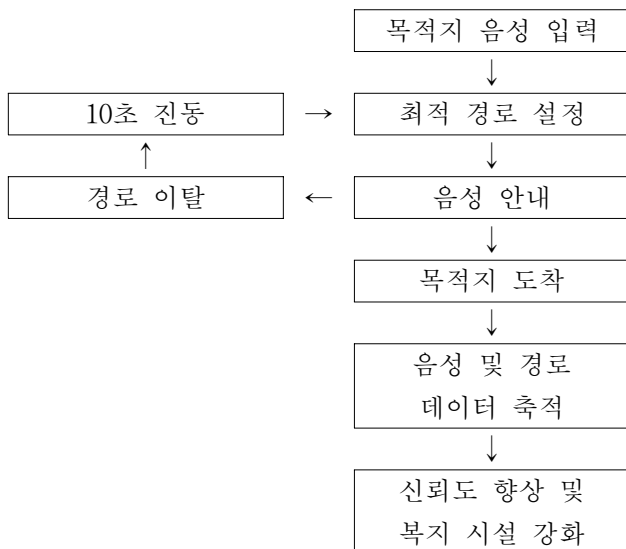 목적지 음성 입력
↓
10초 진동 → 최적 경로 설정
↑ ↓
경로 이탈 ← 음성 안내
↓
목적지 도착
↓
음성 및 경로
데이터 축적
↓
신뢰도 향상 및
복지 시설 강화